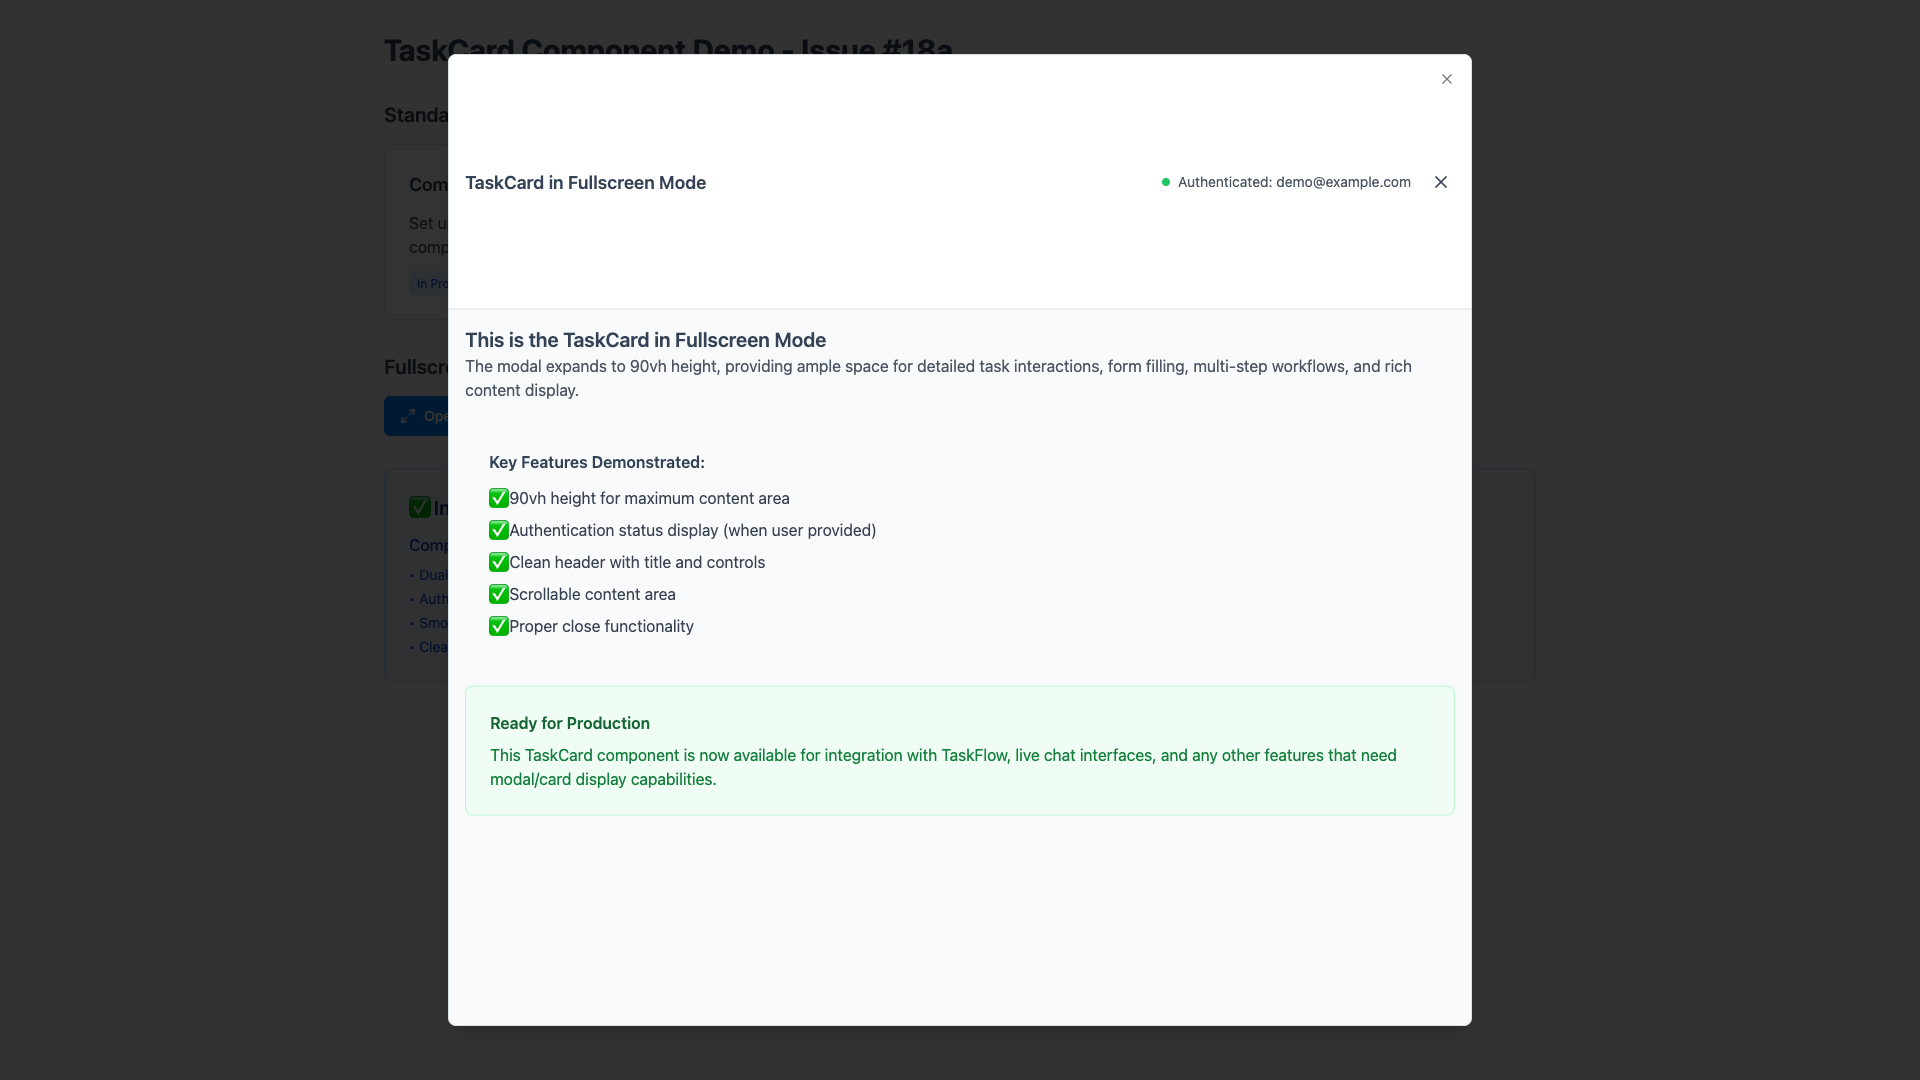 TaskCard Component Demo - Issue #18a
Standa
Com
Set u
comp
In Pro
Fullscre
Ope
✅ In
Comp
• Dual
• Auth
• Smo
• Clea
TaskCard in Fullscreen Mode
Authenticated: demo@example.com
This is the TaskCard in Fullscreen Mode
The modal expands to 90vh height, providing ample space for detailed task interactions, form filling, multi-step workflows, and rich
content display.
Key Features Demonstrated:
✅90vh height for maximum content area
✅Authentication status display (when user provided)
✅Clean header with title and controls
✅Scrollable content area
✅Proper close functionality
Ready for Production
This TaskCard component is now available for integration with TaskFlow, live chat interfaces, and any other features that need
modal/card display capabilities.